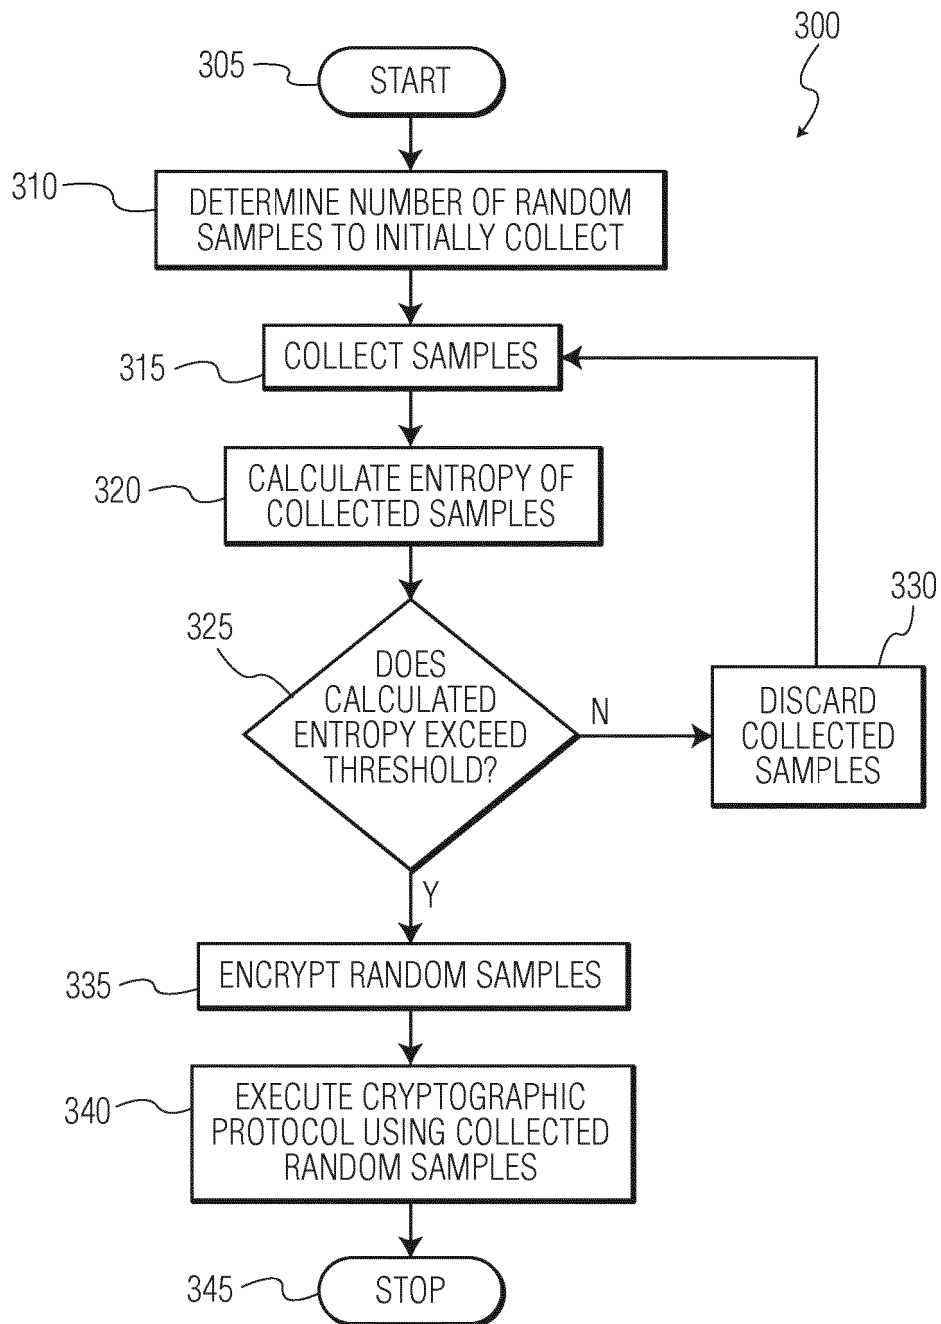 300
305
START
310
DETERMINE NUMBER OF RANDOM
SAMPLES TO INITIALLY COLLECT
315
COLLECT SAMPLES
320
CALCULATE ENTROPY OF
COLLECTED SAMPLES
325
DOES
CALCULATED
ENTROPY EXCEED
THRESHOLD?
N
330
DISCARD
COLLECTED
SAMPLES
Y
335
ENCRYPT RANDOM SAMPLES
340
EXECUTE CRYPTOGRAPHIC
PROTOCOL USING COLLECTED
RANDOM SAMPLES
345
STOP